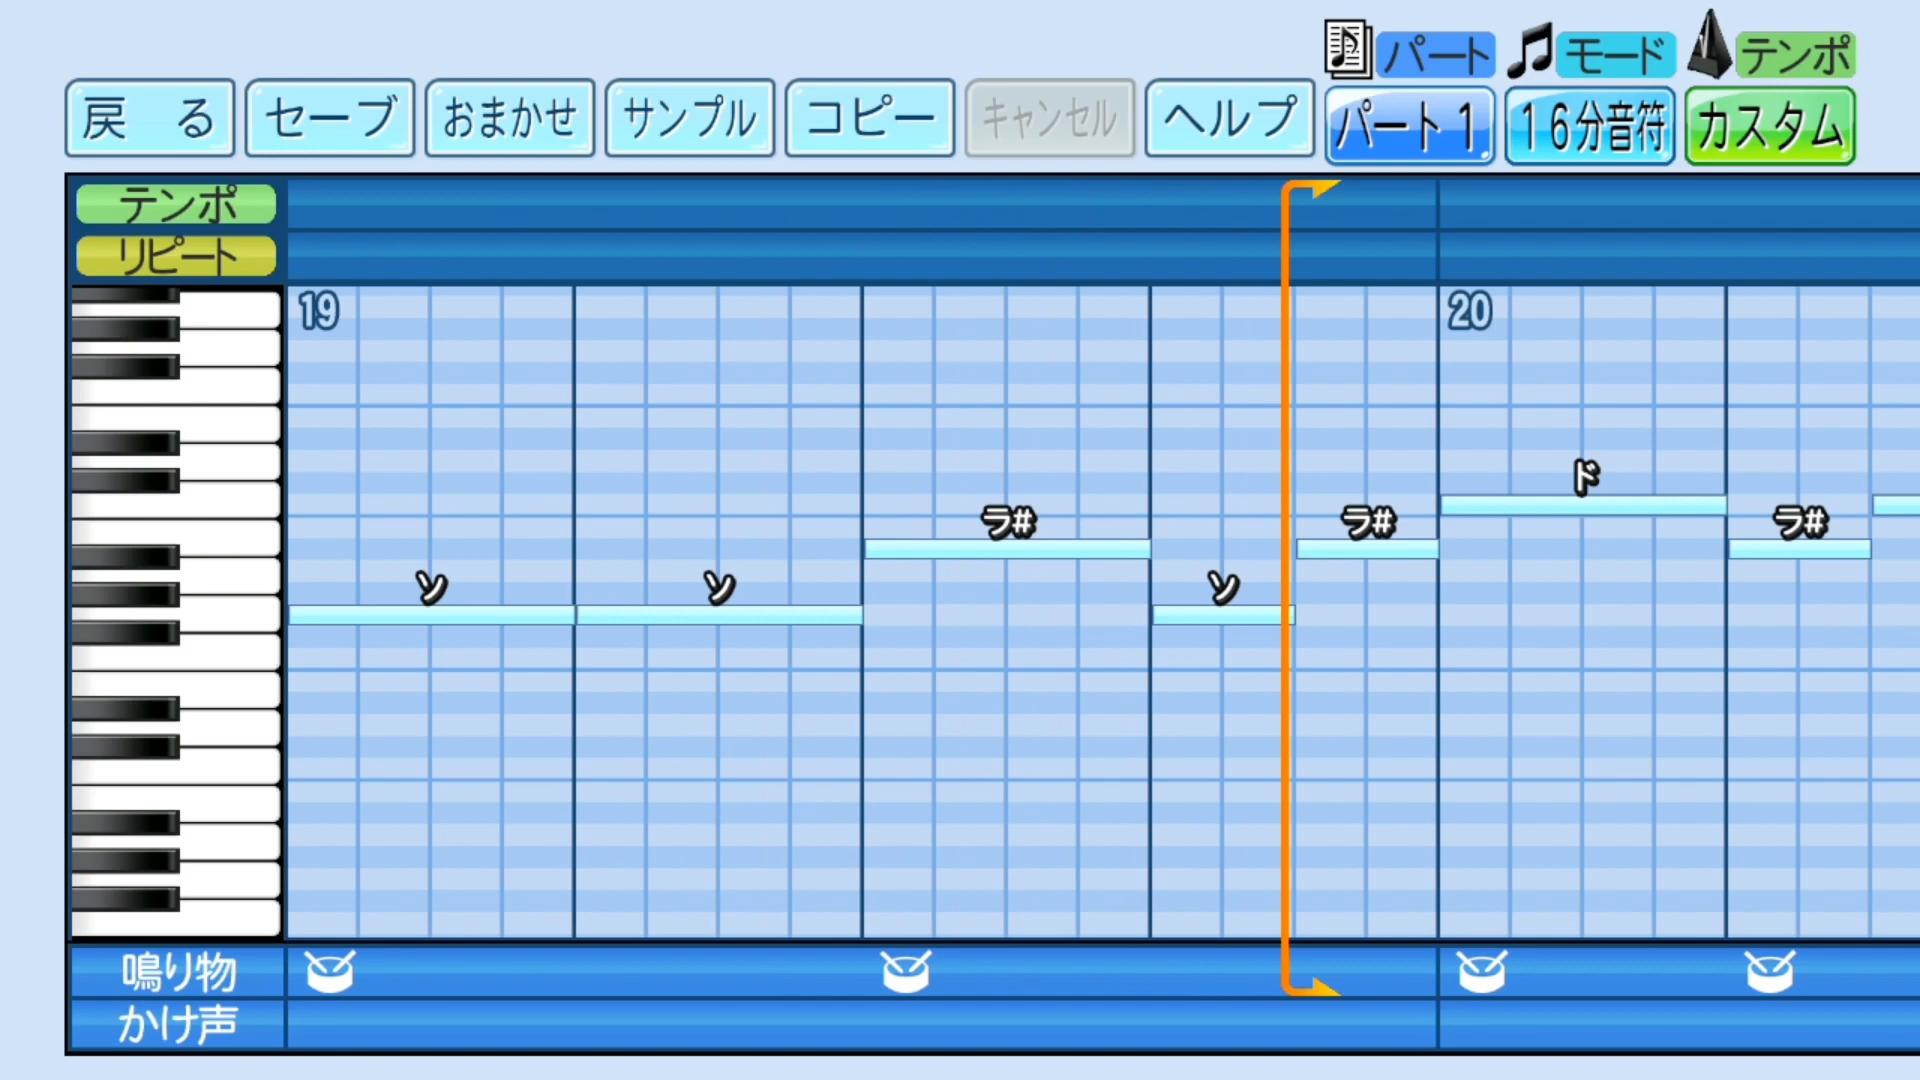 パート モード テンポ
戻 る セーブ おまかせ サンプル コピー キャンセル ヘルプ パート1 16分音符 カスタム
テンポ
リピート
19 20
ド
ラ# ラ# ラ#
ソ ソ ソ
鳴り物
かけ声